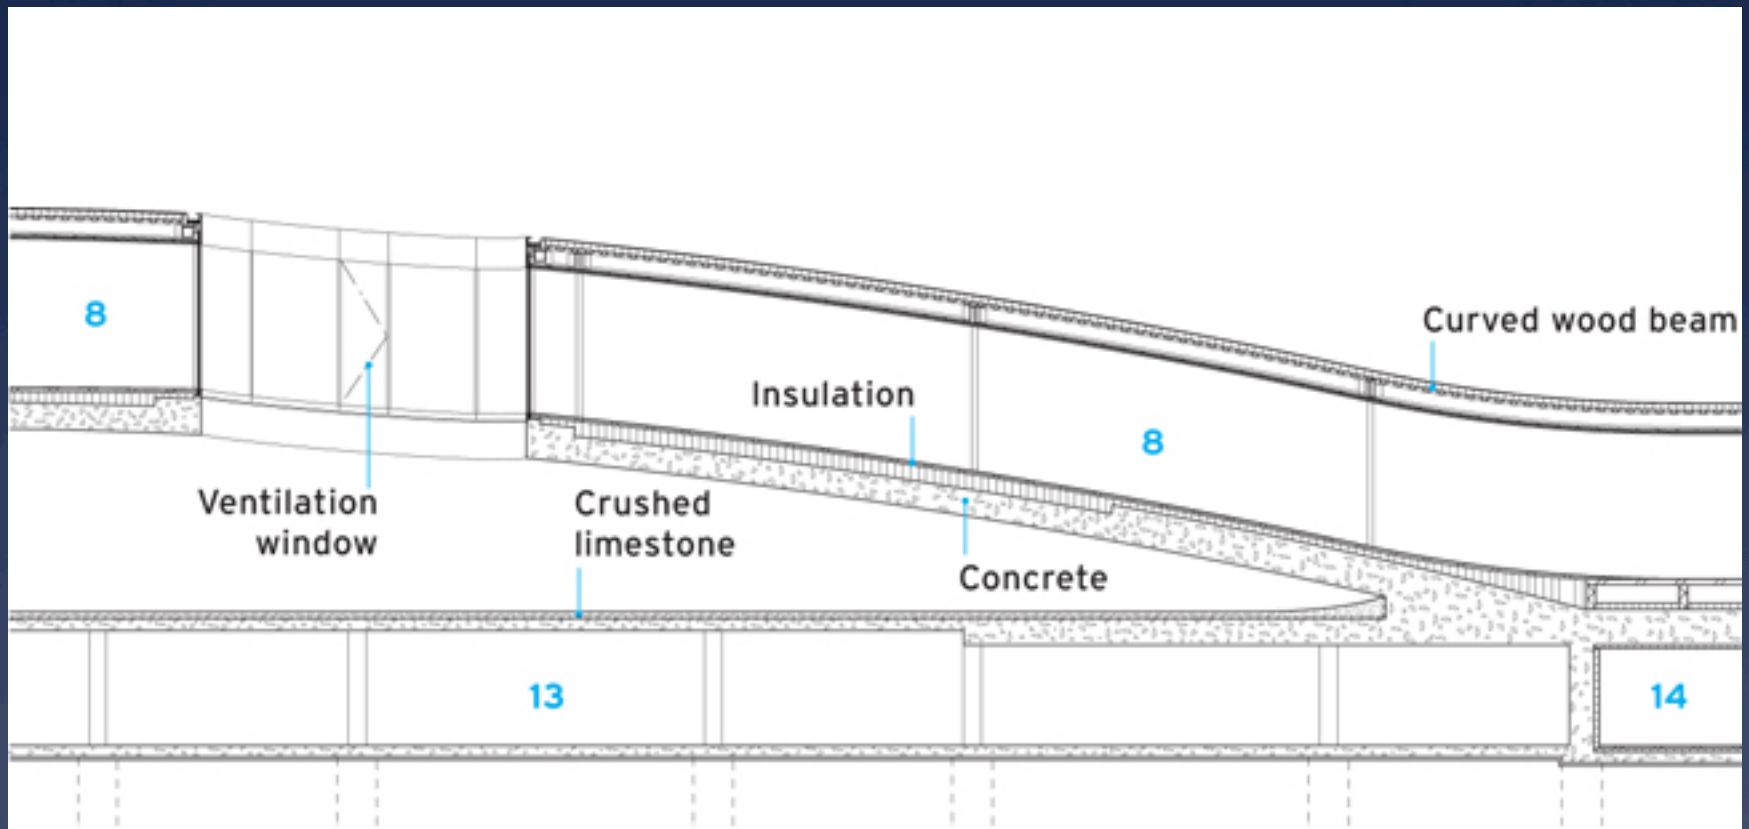 8
Curved wood beam
Insulation
8
Ventilation
window
Crushed
limestone
Concrete
13
14